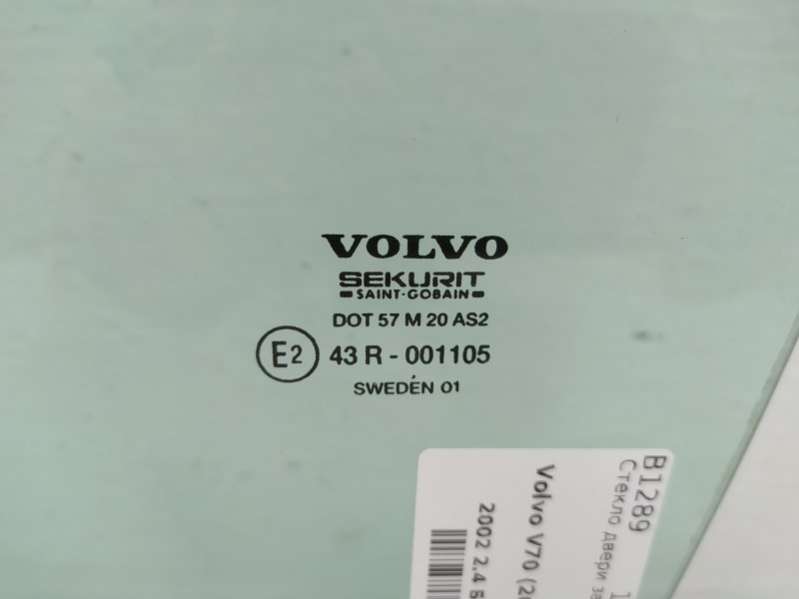 VOLVO
SEKURIT
SAINT-GOBAIN
DOT 57 M 20 AS2
E2
43 R - 001105
SWEDEN 01
B1289
Стекло двери
Volvo V70
2002 2.4